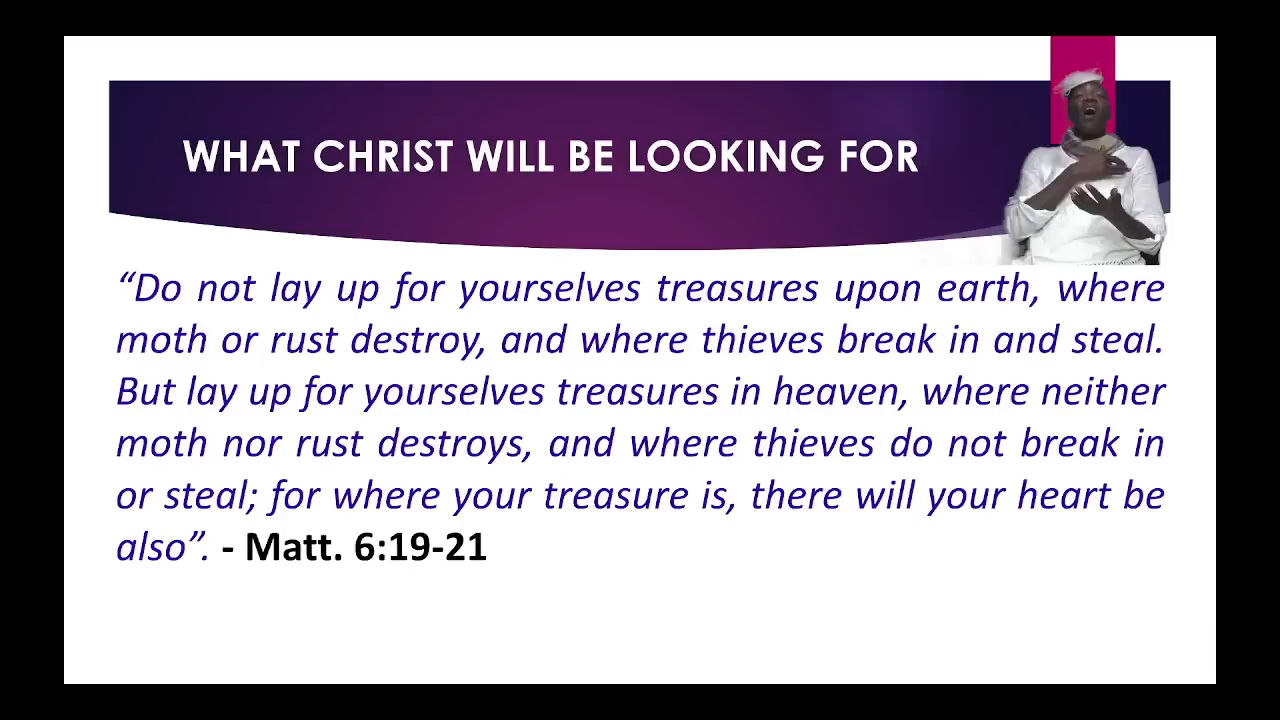 WHAT CHRIST WILL BE LOOKING FOR
“Do not lay up for yourselves treasures upon earth, where
moth or rust destroy, and where thieves break in and steal.
But lay up for yourselves treasures in heaven, where neither
moth nor rust destroys, and where thieves do not break in
or steal; for where your treasure is, there will your heart be
also”. - Matt. 6:19-21